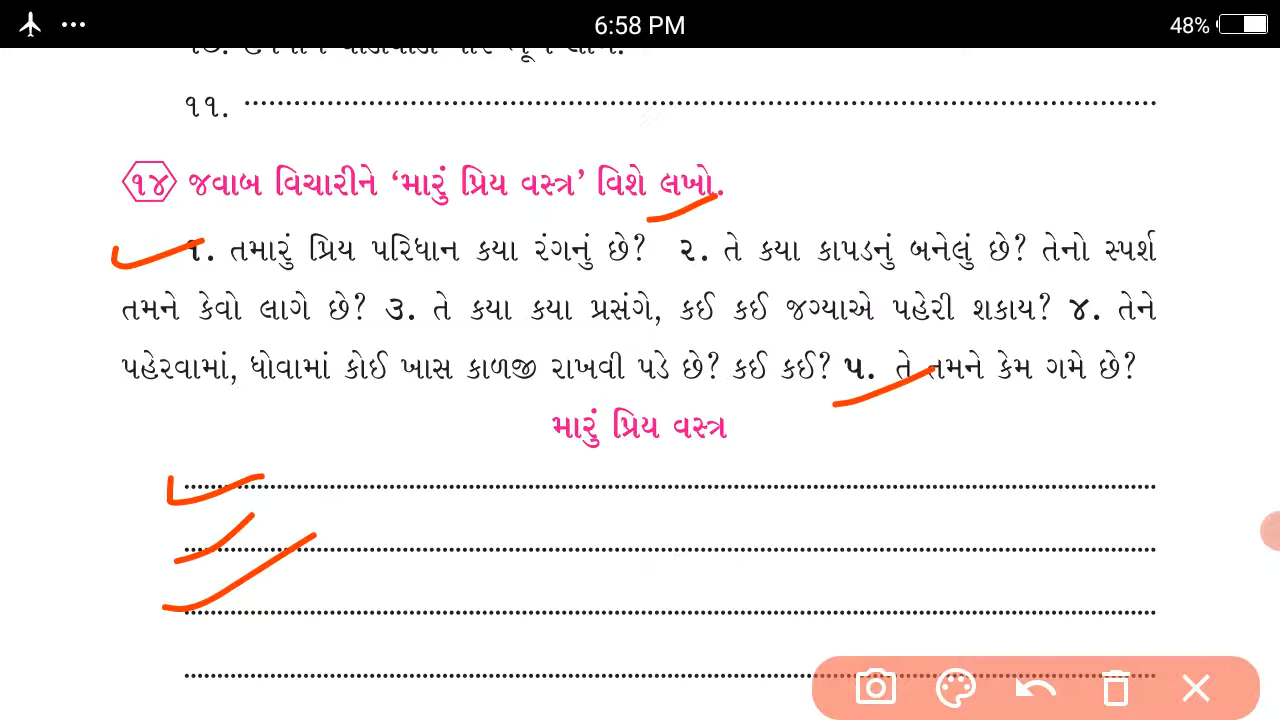 6:58 PM
48%
૧૧.
૧૪ જવાબ વિચારીને ‘મારું પ્રિય વસ્ત્ર’ વિશે લખો.
૧. તમારું પ્રિય પરિધાન કયા રંગનું છે? ૨. તે કયા કાપડનું બનેલું છે? તેનો સ્પર્શ
તમને કેવો લાગે છે? ૩. તે કયા કયા પ્રસંગે, કઈ કઈ જગ્યાએ પહેરી શકાય? ૪. તેને
પહેરવામાં, ધોવામાં કોઈ ખાસ કાળજી રાખવી પડે છે? કઈ કઈ? ૫. તે તમને કેમ ગમે છે?
મારું પ્રિય વસ્ત્ર